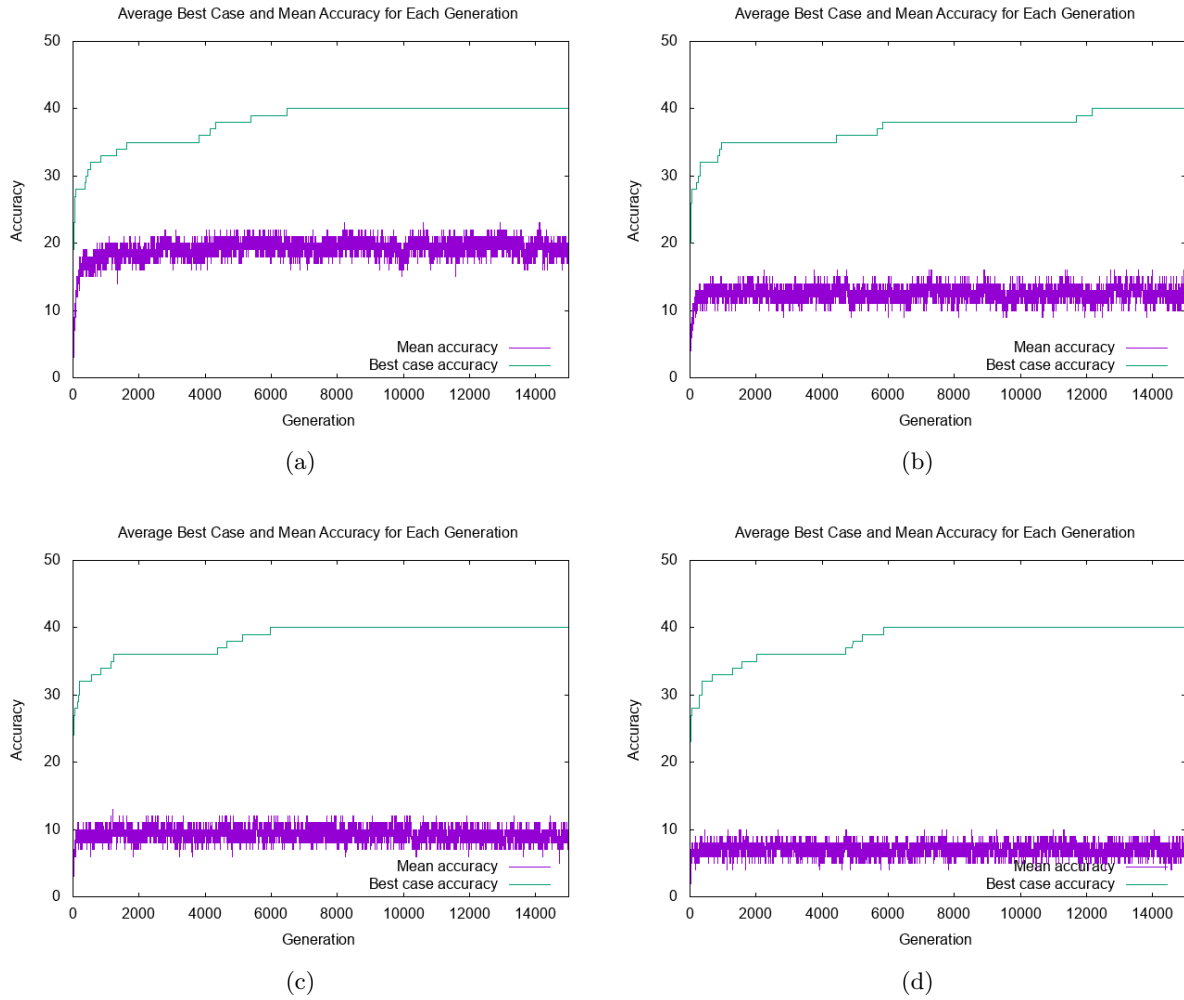 Average Best Case and Mean Accuracy for Each Generation
50
40
30
20
10
0
Accuracy
Mean accuracy
Best case accuracy
0 2000 4000 6000 8000 10000 12000 14000
Generation
(a)
Average Best Case and Mean Accuracy for Each Generation
50
40
30
20
10
0
Accuracy
Mean accuracy
Best case accuracy
0 2000 4000 6000 8000 10000 12000 14000
Generation
(b)
Average Best Case and Mean Accuracy for Each Generation
50
40
30
20
10
0
Accuracy
Mean accuracy
Best case accuracy
0 2000 4000 6000 8000 10000 12000 14000
Generation
(c)
Average Best Case and Mean Accuracy for Each Generation
50
40
30
20
10
0
Accuracy
Mean accuracy
Best case accuracy
0 2000 4000 6000 8000 10000 12000 14000
Generation
(d)